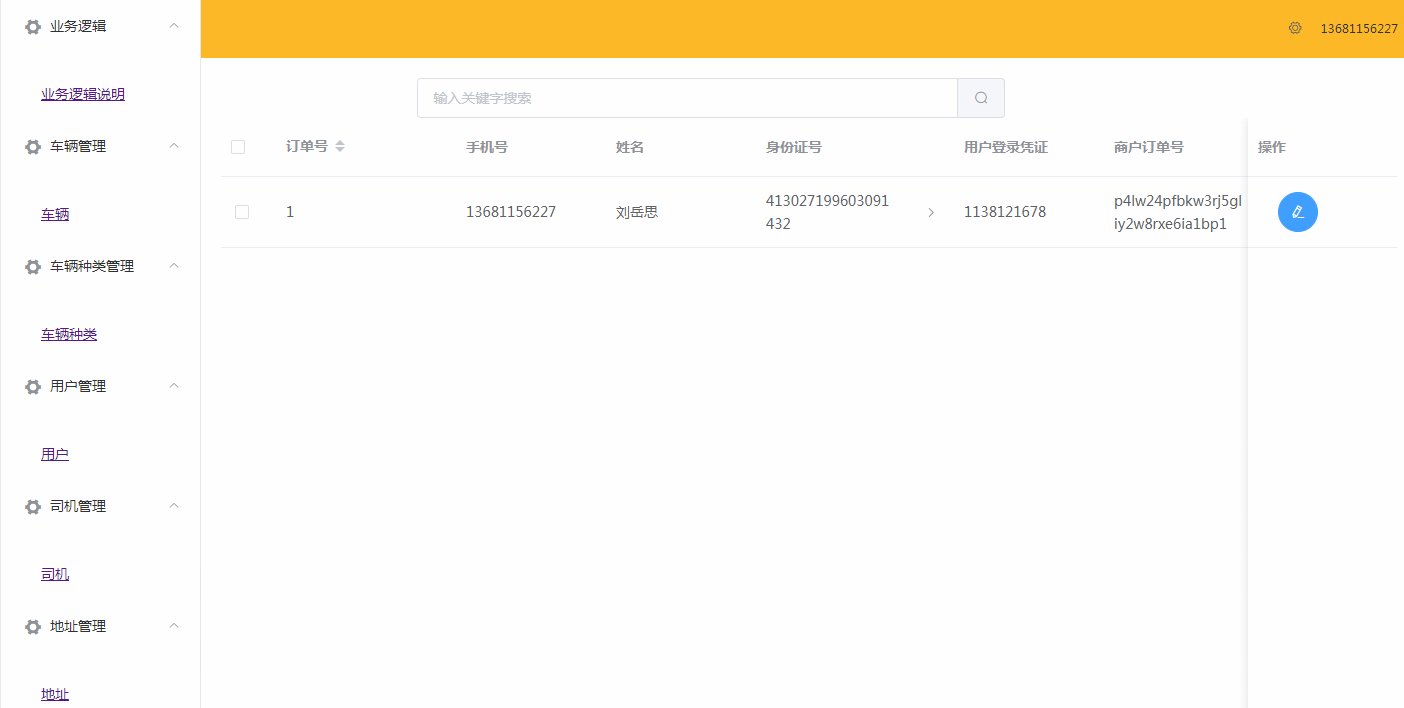 业务逻辑
业务逻辑说明
车辆管理
车辆
车辆种类管理
车辆种类
用户管理
用户
司机管理
司机
地址管理
地址
13681156227
输入关键字搜索
订单号 手机号 姓名 身份证号 用户登录凭证 商户订单号 操作
1 13681156227 刘岳思 413027199603091 1138121678 p4lw24pfbkw3rj5gl
432 iy2w8rxe6ia1bp1